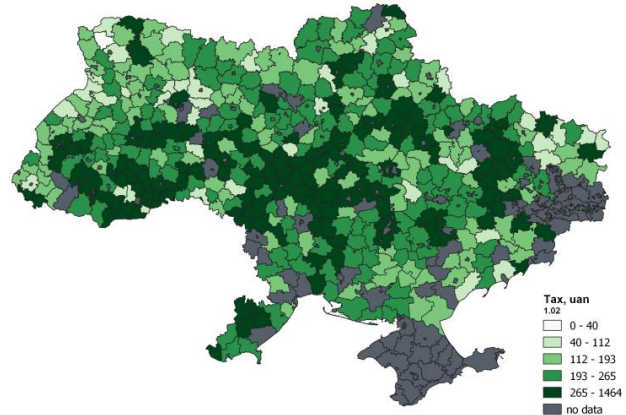 Tax, uan
1.02
0 - 40
40 - 112
112 - 193
193 - 265
265 - 1464
no data